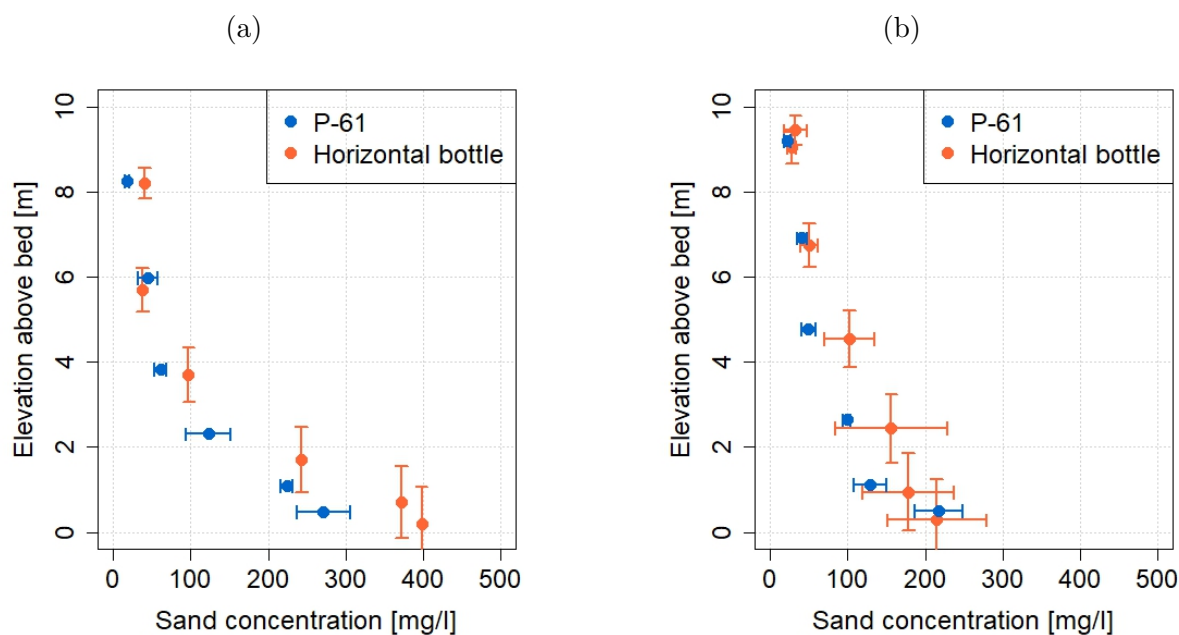 (a)
P-61
Horizontal bottle
Elevation above bed [m]
10
8
6
4
2
0
0 100 200 300 400 500
Sand concentration [mg/l]
(b)
P-61
Horizontal bottle
Elevation above bed [m]
10
8
6
4
2
0
0 100 200 300 400 500
Sand concentration [mg/l]